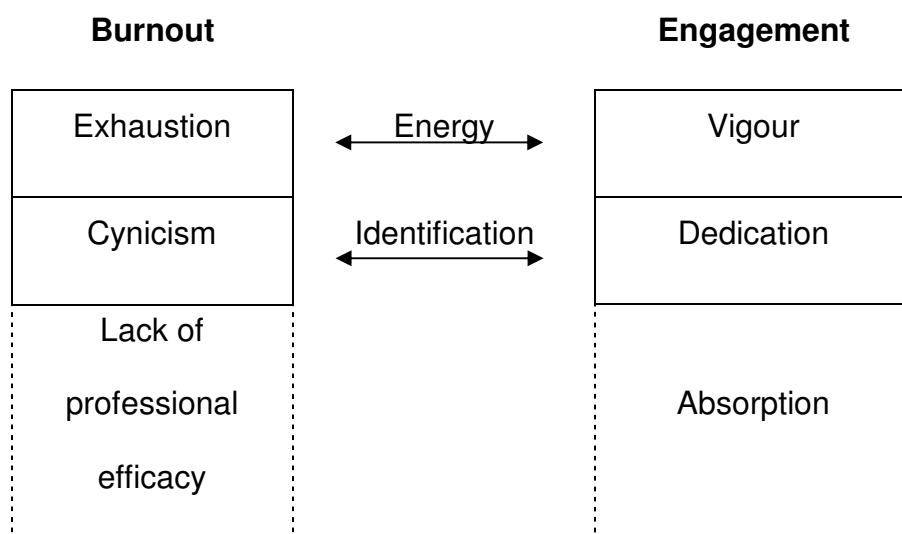 Burnout Engagement
Exhaustion Energy Vigour
Cynicism Identification Dedication
Lack of
professional Absorption
efficacy